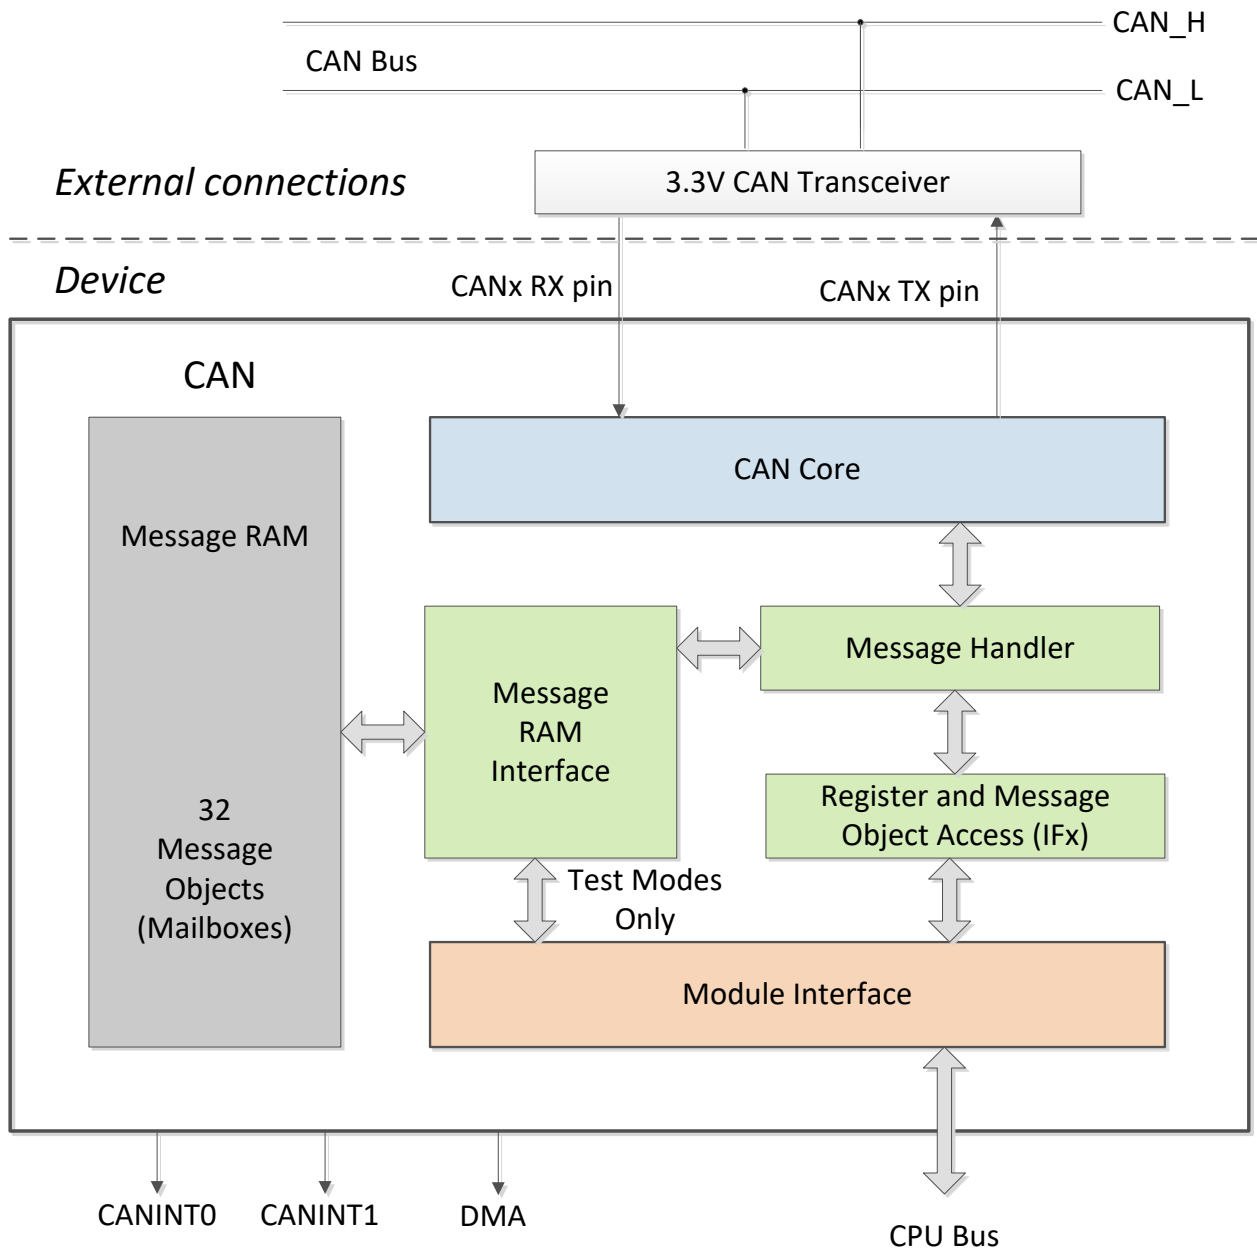 CAN_H
CAN Bus
CAN_L
External connections
3.3V CAN Transceiver
Device
CANx RX pin
CANx TX pin
CAN
CAN Core
Message RAM
Message Handler
Message
RAM
Interface
32
Message
Objects
(Mailboxes)
Register and Message
Object Access (IFx)
Test Modes
Only
Module Interface
CANINT0
CANINT1
DMA
CPU Bus